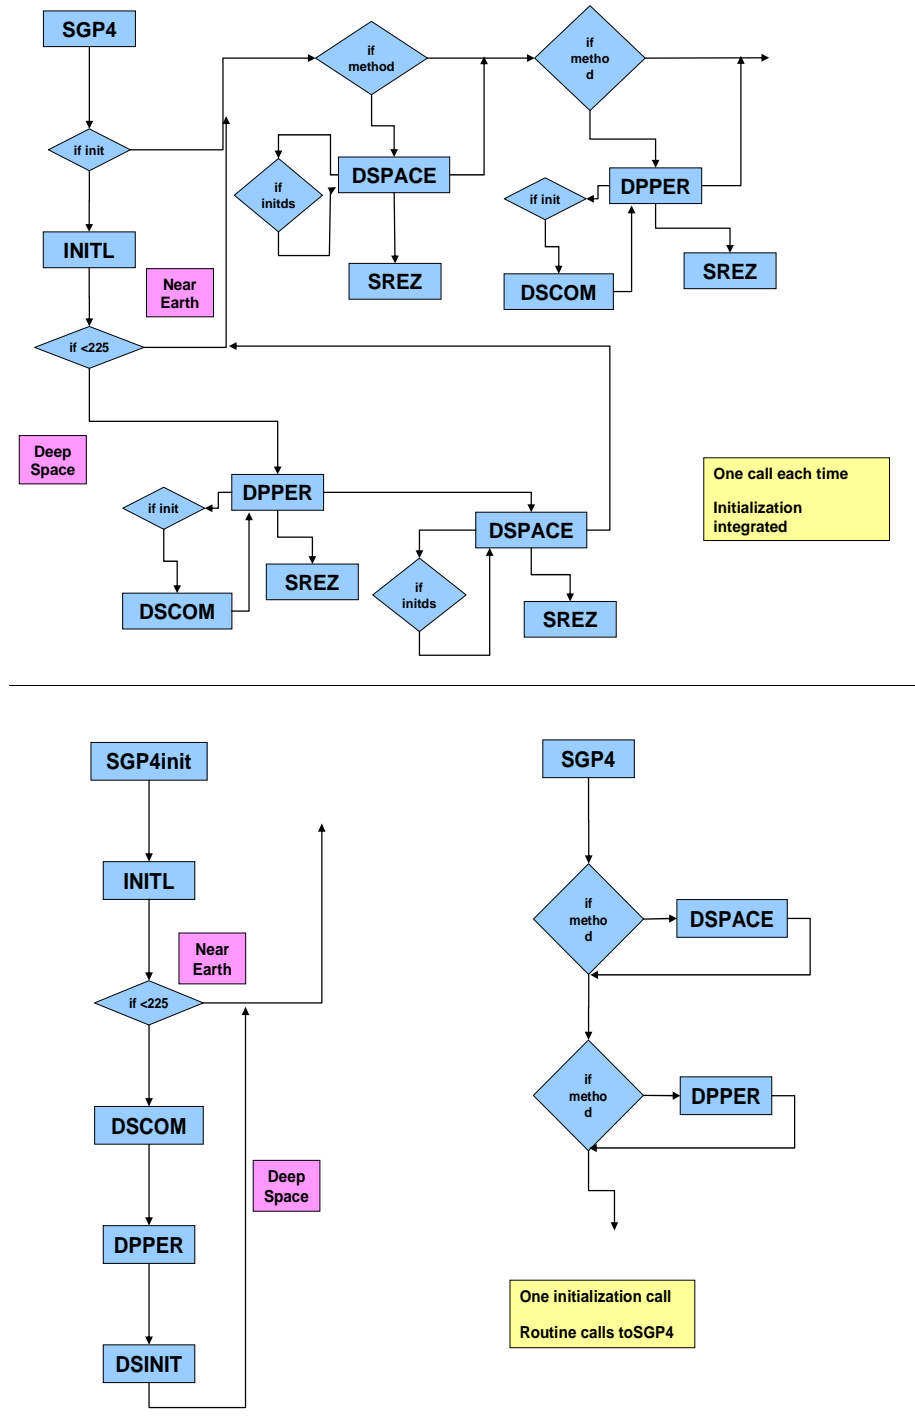 SGP4
if
method
if
metho
d
if init
DSPACE
if
initds
DPPER
if init
INITL
SREZ
SREZ
DSCOM
Near
Earth
if <225
Deep
Space
DPPER
if init
DSPACE
SREZ
if
initds
DSCOM
SREZ
One call each time
Initialization
integrated
SGP4init
INITL
Near
Earth
if <225
DSCOM
Deep
Space
DPPER
DSINIT
SGP4
if
metho
d
DSPACE
if
metho
d
DPPER
One initialization call
Routine calls toSGP4